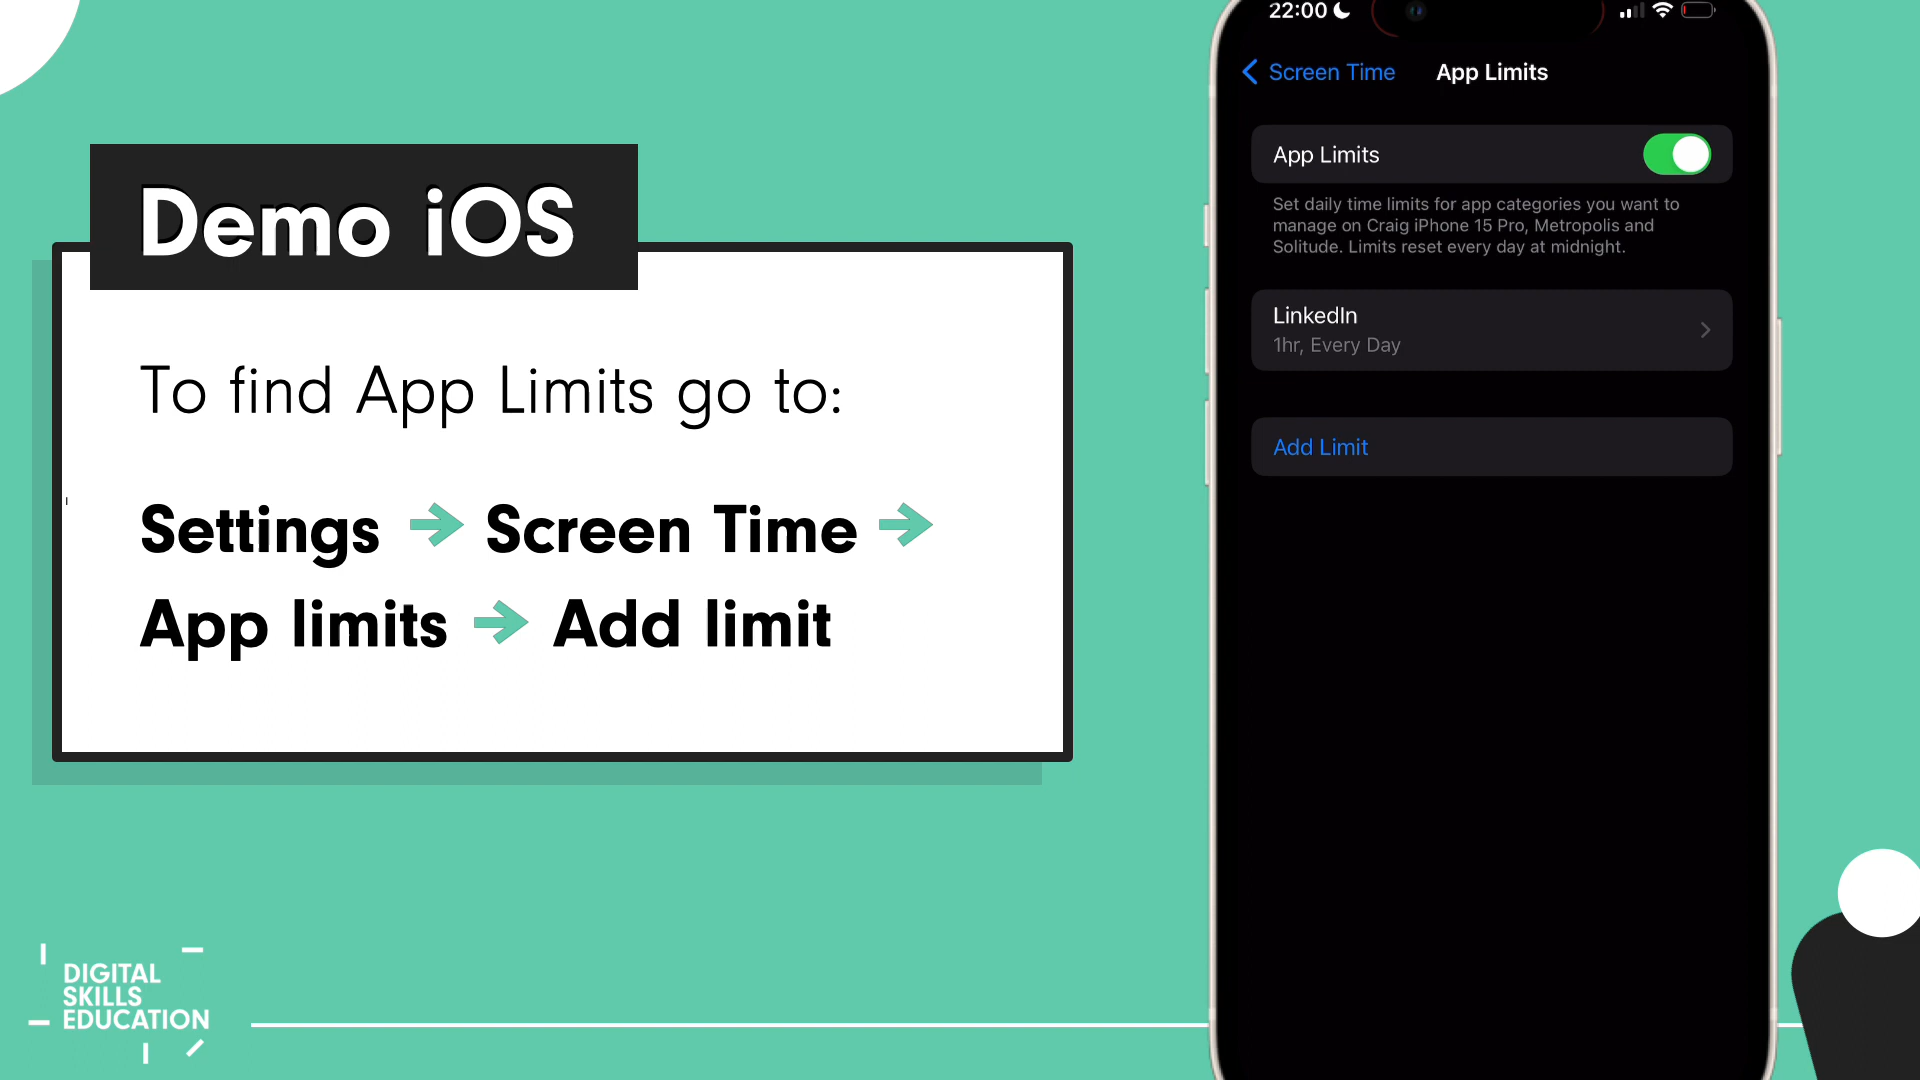 Demo iOS
To find App Limits go to:
Settings → Screen Time →
App limits → Add limit
DIGITAL
SKILLS
EDUCATION
22:00
Screen Time
App Limits
App Limits
Set daily time limits for app categories you want to
manage on Craig iPhone 15 Pro, Metropolis and
Solitude. Limits reset every day at midnight.
LinkedIn
1hr, Every Day
Add Limit